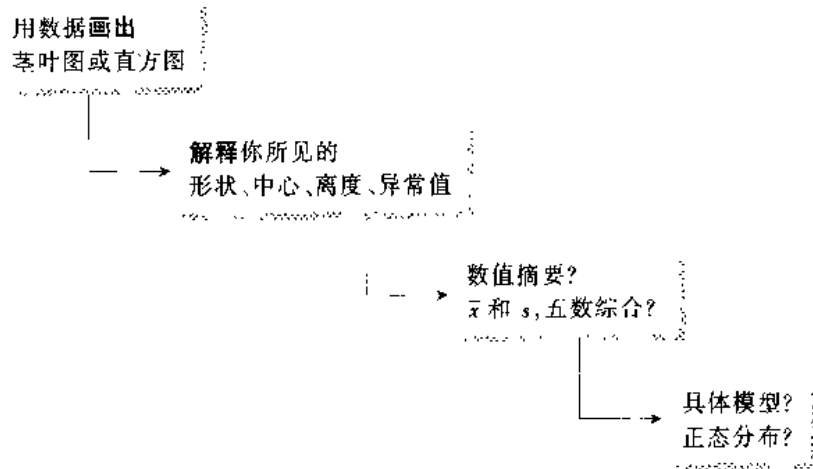 用数据画出
茎叶图或直方图
解释你所见的
形状、中心、离度、异常值
数值摘要?
x̄ 和 s,五数综合?
具体模型?
正态分布?